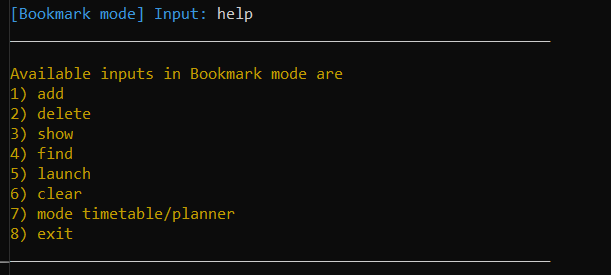 [Bookmark mode] Input: help
Available inputs in Bookmark mode are
1) add
2) delete
3) show
4) find
5) launch
6) clear
7) mode timetable/planner
8) exit